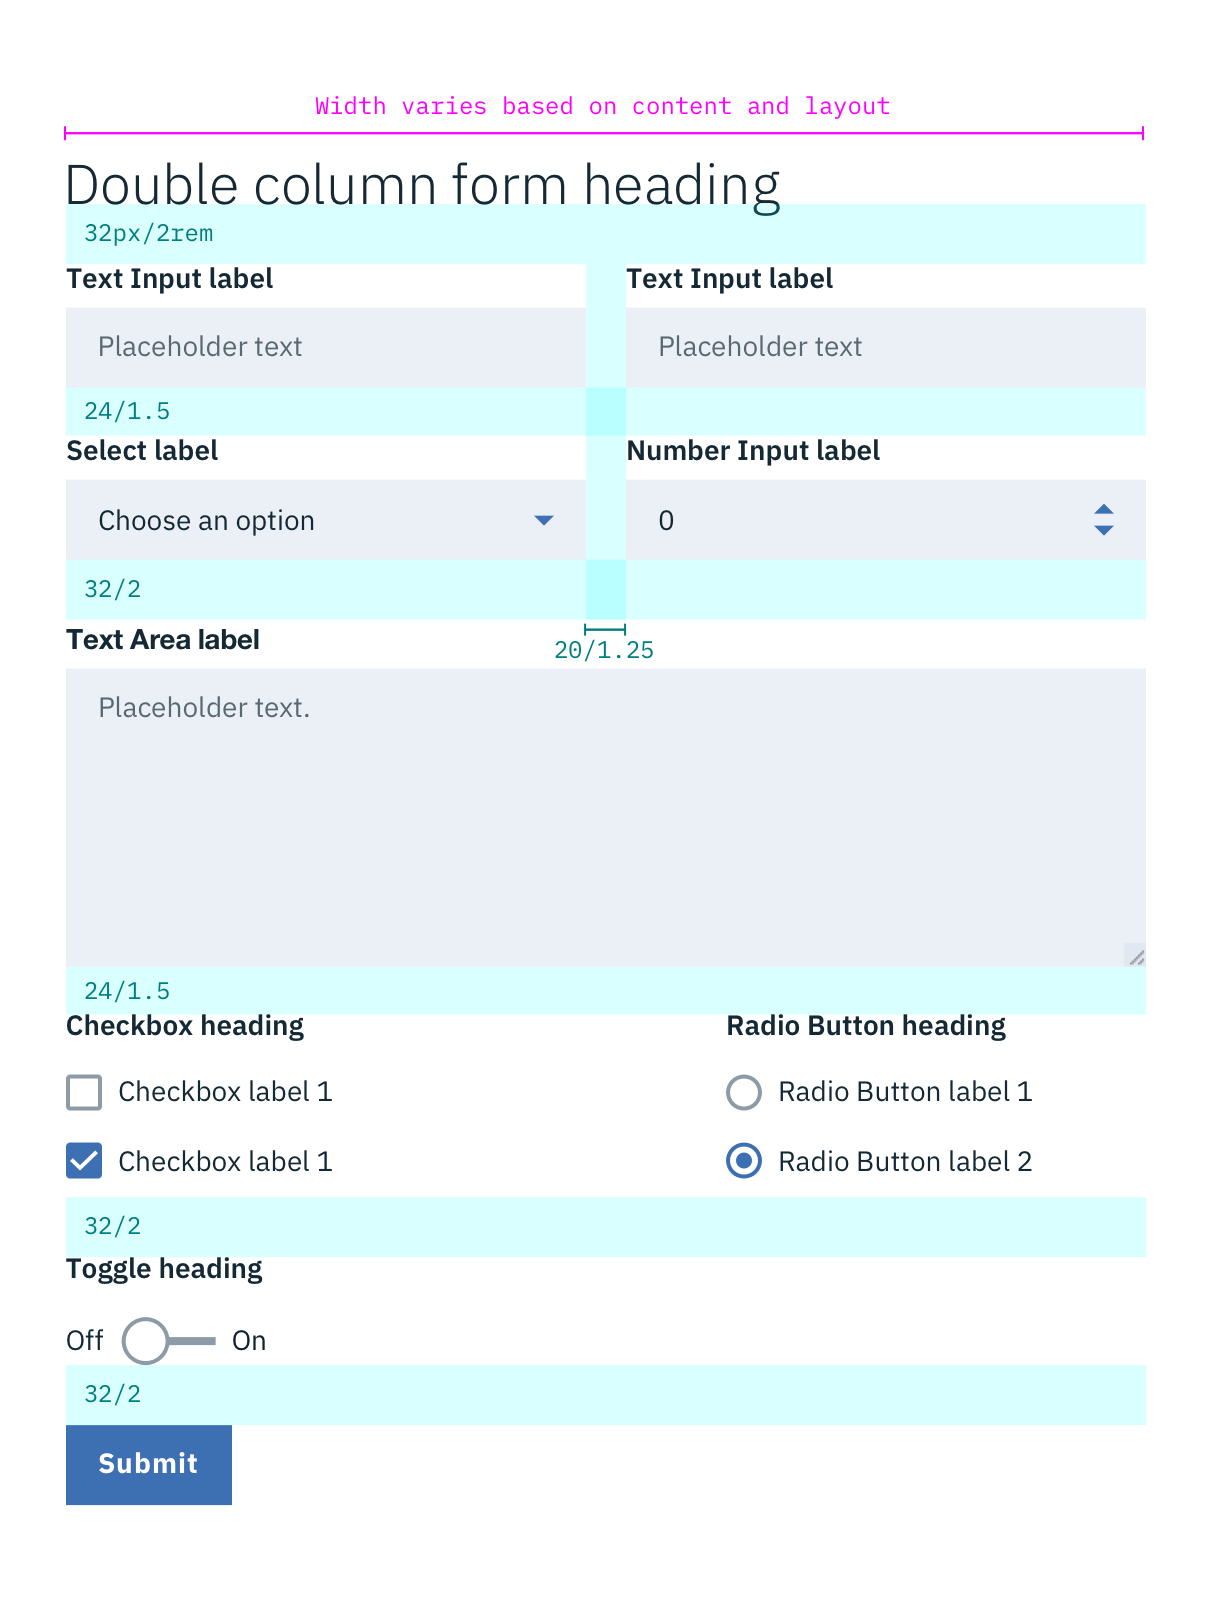 Width varies based on content and layout
Double column form heading
32px/2rem
Text Input label
Text Input label
Placeholder text
Placeholder text
24/1.5
Select label
Number Input label
Choose an option
0
32/2
Text Area label
20/1.25
Placeholder text.
24/1.5
Checkbox heading
Radio Button heading
Checkbox label 1
Radio Button label 1
Checkbox label 1
Radio Button label 2
32/2
Toggle heading
Off
On
32/2
Submit